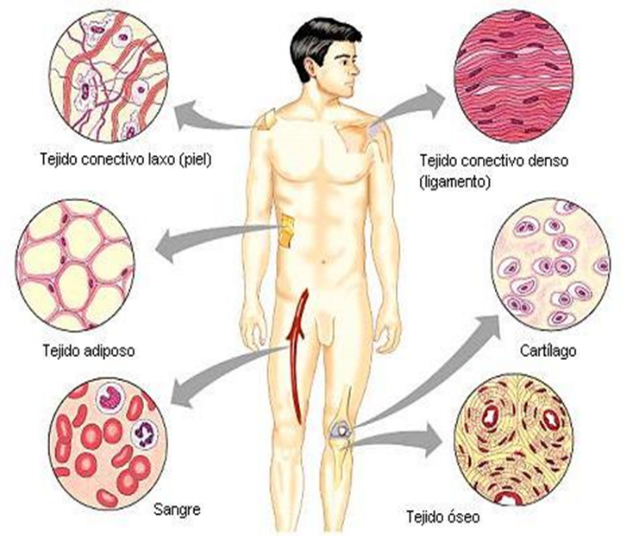 Tejido conectivo laxo (piel)
Tejido conectivo denso
(ligamento)
Tejido adiposo
Cartílago
Sangre
Tejido óseo